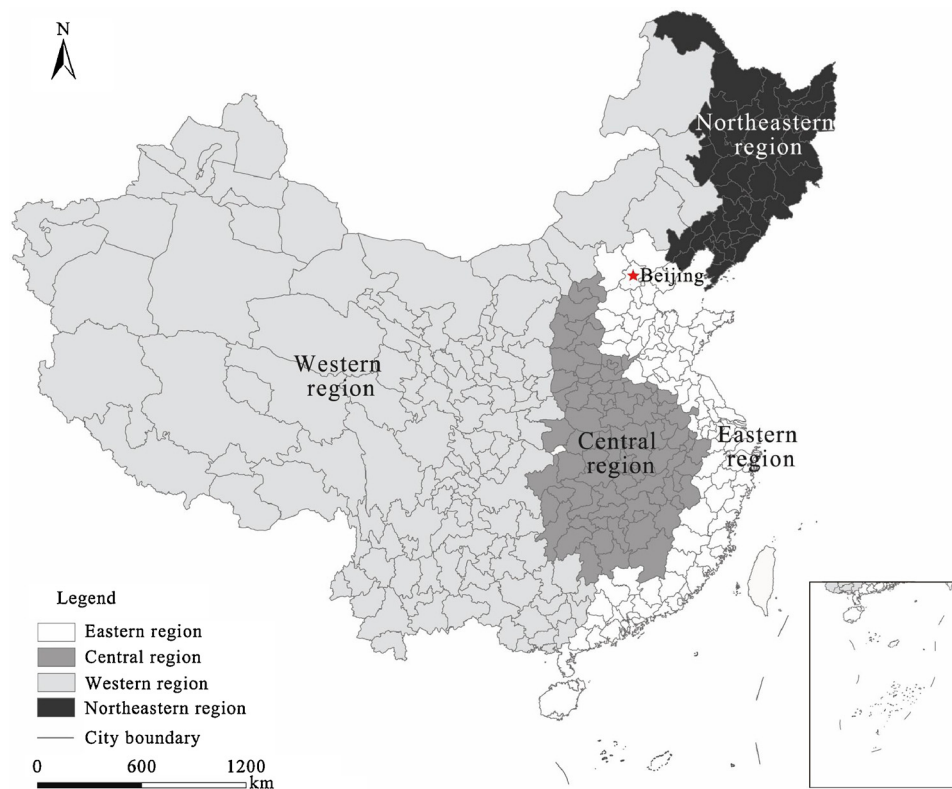 N
Northeastern
region
Beijing
Western
region
Central
region
Eastern
region
Legend
Eastern region
Central region
Western region
Northeastern region
City boundary
0 600 1200
km